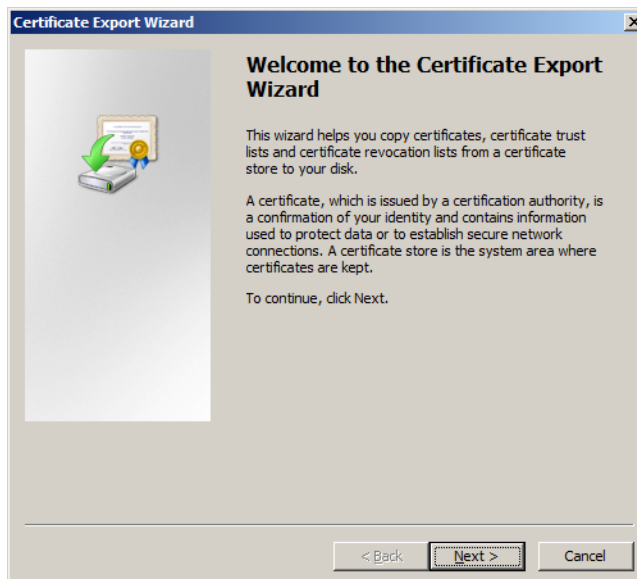 Certificate Export Wizard
Welcome to the Certificate Export
Wizard
This wizard helps you copy certificates, certificate trust
lists and certificate revocation lists from a certificate
store to your disk.
A certificate, which is issued by a certification authority, is
a confirmation of your identity and contains information
used to protect data or to establish secure network
connections. A certificate store is the system area where
certificates are kept.
To continue, click Next.
< Back
Next >
Cancel